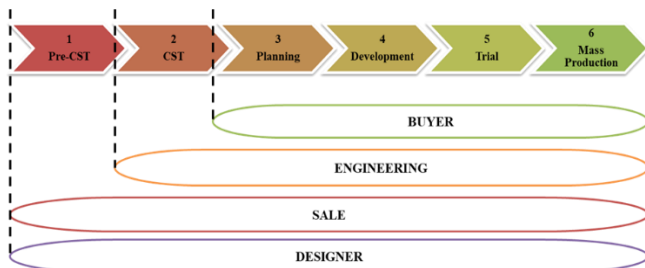 1
Pre-CST
2
CST
3
Planning
4
Development
5
Trial
6
Mass
Production
BUYER
ENGINEERING
SALE
DESIGNER